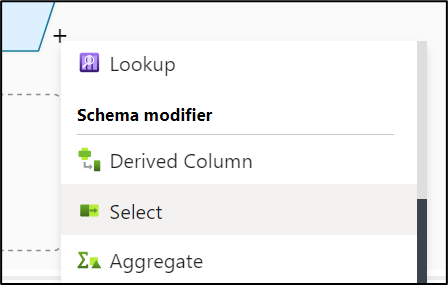 +
Lookup
Schema modifier
Derived Column
Select
Aggregate